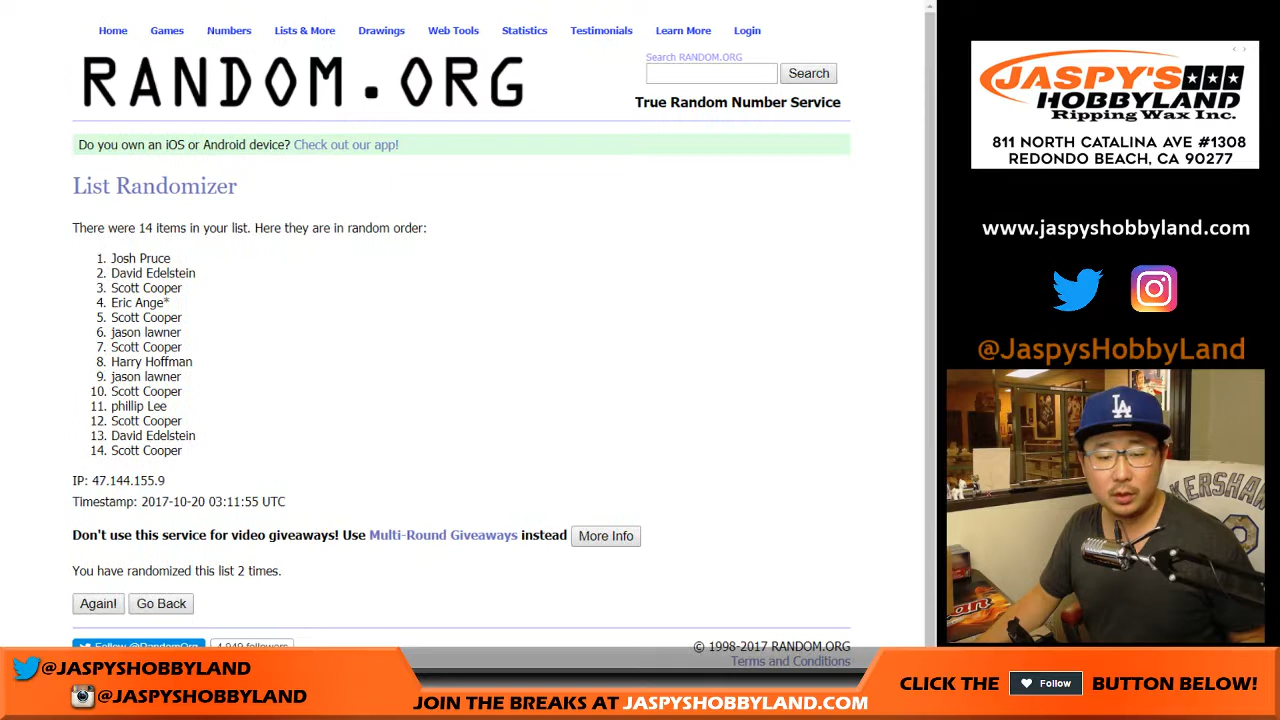 Home Games Numbers Lists & More Drawings Web Tools Statistics Testimonials Learn More Login
RANDOM.ORG
Search RANDOM.ORG
Search
True Random Number Service
Do you own an iOS or Android device? Check out our app!
List Randomizer
There were 14 items in your list. Here they are in random order:
1. Josh Pruce
2. David Edelstein
3. Scott Cooper
4. Eric Ange*
5. Scott Cooper
6. jason lawner
7. Scott Cooper
8. Harry Hoffman
9. jason lawner
10. Scott Cooper
11. phillip Lee
12. Scott Cooper
13. David Edelstein
14. Scott Cooper
IP: 47.144.155.9
Timestamp: 2017-10-20 03:11:55 UTC
Don't use this service for video giveaways! Use Multi-Round Giveaways instead More Info
You have randomized this list 2 times.
Again! Go Back
Follow @RandomOrg 4,949 followers
© 1998-2017 RANDOM.ORG
Terms and Conditions
JASPY'S
HOBBYLAND
Ripping Wax Inc.
811 NORTH CATALINA AVE #1308
REDONDO BEACH, CA 90277
www.jaspyshobbyland.com
@JaspysHobbyLand
LA
KERSHAW
@JASPYSHOBBYLAND
@JASPYSHOBBYLAND
JOIN THE BREAKS AT JASPYSHOBBYLAND.COM
CLICK THE Follow BUTTON BELOW!